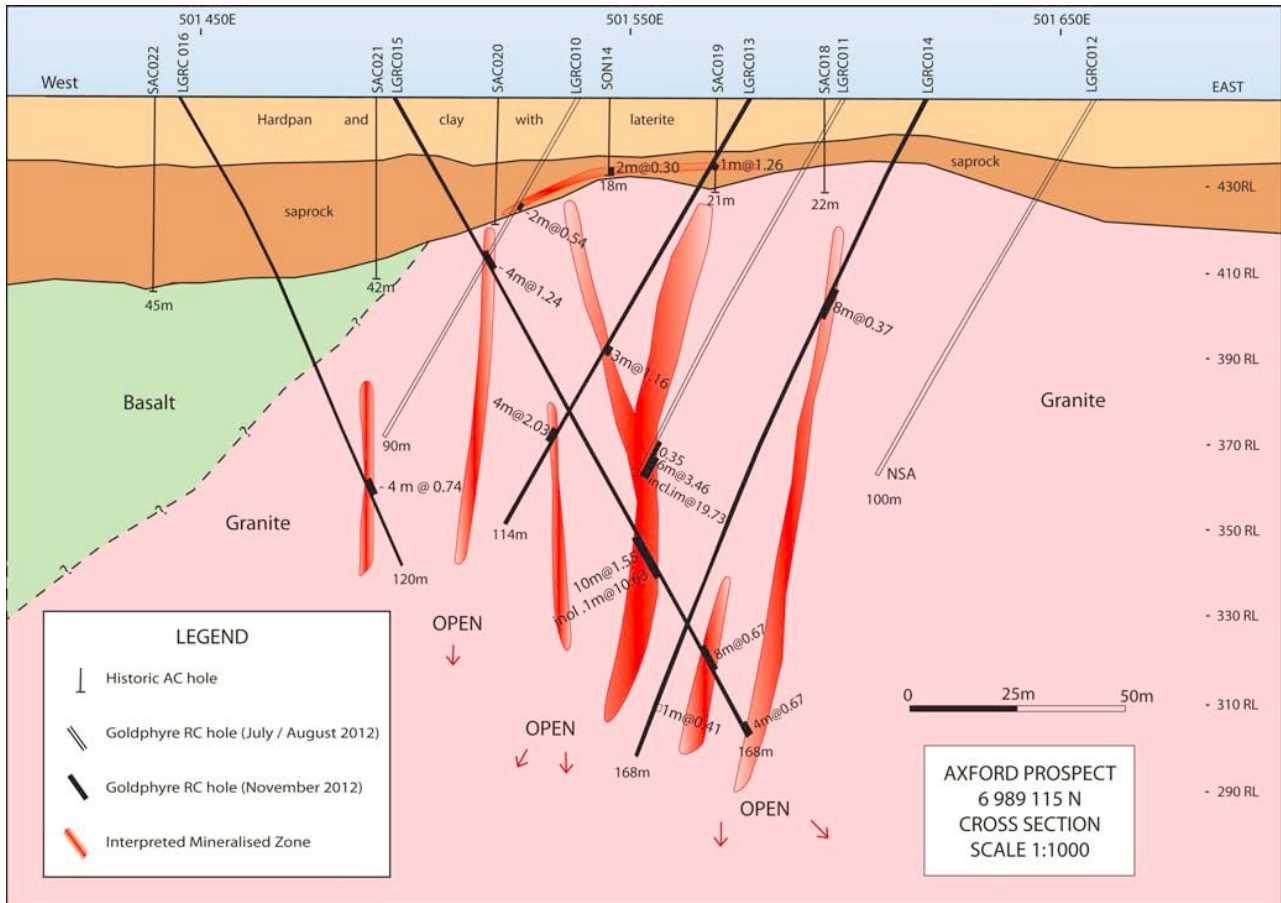 501 450E
501 550E
501 650E
SAC022
LGRC 016
SAC021
LGRC015
SAC020
LGRC010
SON14
SAC019
LGRC013
SAC018
LGRC011
LGRC014
LGRC012
West
EAST
Hardpan and clay with laterite
saprock
saprock
2m@0.30
1m@1.26
18m
21m
22m
- 430RL
-2m@0.54
- 4m@1.24
- 410 RL
45m
42m
8m@0.37
- 390RL
3m@1.16
Basalt
Granite
4m@2.03
90m
- 370 RL
0.35
6m@3.46
incl.im@19.73
NSA
100m
- 4 m @ 0.74
Granite
114m
- 350 RL
120m
10m@1.55
inol .1m@10.63
OPEN
- 330RL
8m@0.67
1m@0.41
4m@0.67
168m
168m
- 310 RL
OPEN
OPEN
- 290 RL
?
?
?
?
LEGEND
Historic AC hole
Goldphyre RC hole (July / August 2012)
Goldphyre RC hole (November 2012)
Interpreted Mineralised Zone
0 25m 50m
AXFORD PROSPECT
6 989 115 N
CROSS SECTION
SCALE 1:1000